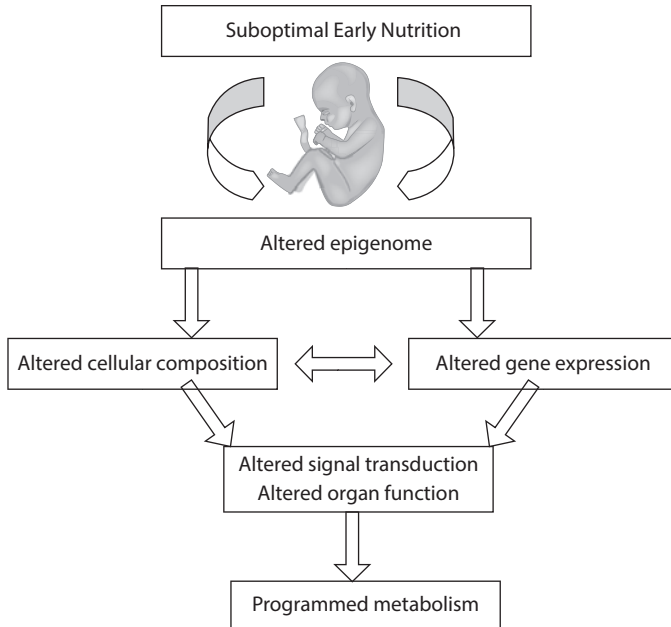 Suboptimal Early Nutrition
Altered epigenome
Altered cellular composition
Altered gene expression
Altered signal transduction
Altered organ function
Programmed metabolism